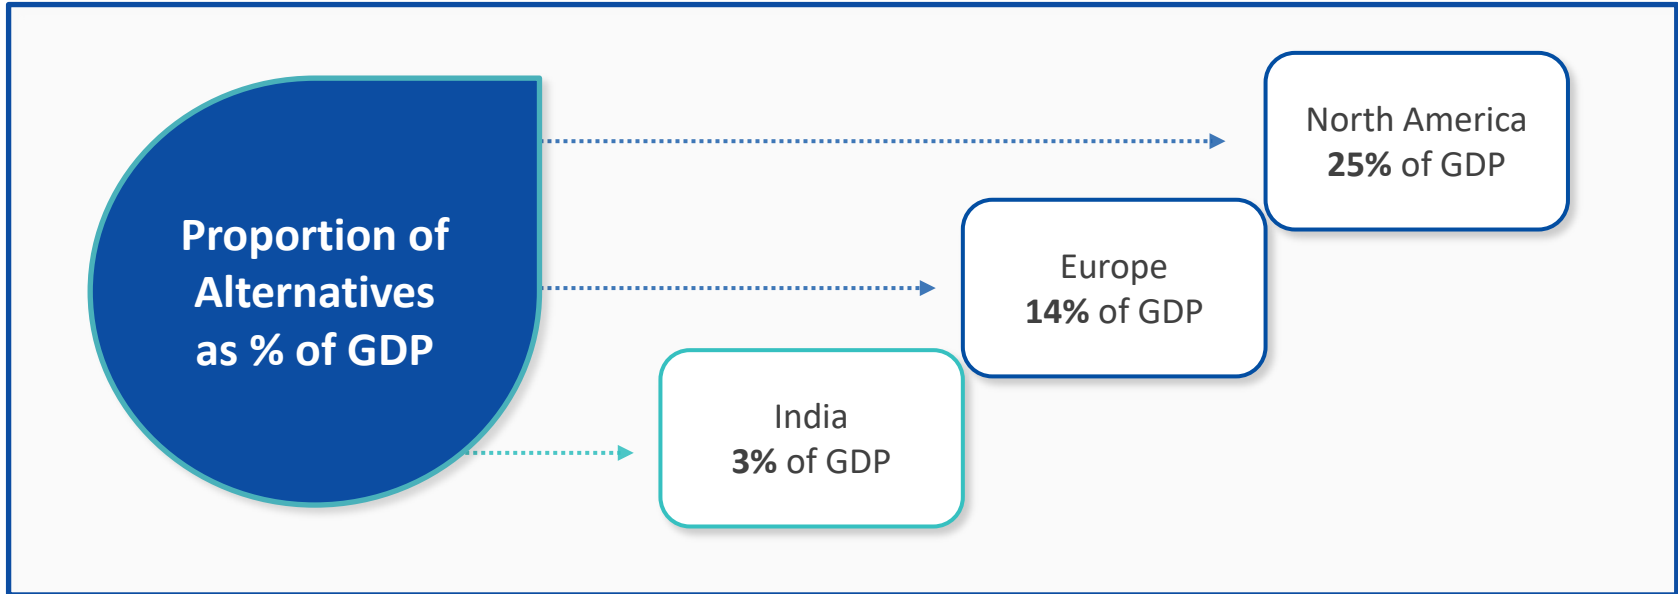 Proportion of
Alternatives
as % of GDP
North America
25% of GDP
Europe
14% of GDP
India
3% of GDP